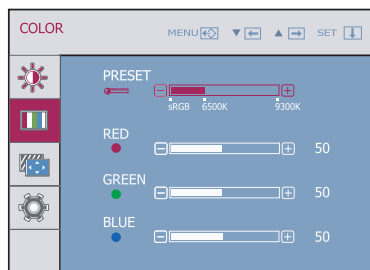 COLOR MENU SET
PRESET
sRGB 6500K 9300K
RED
50
GREEN
50
BLUE
50